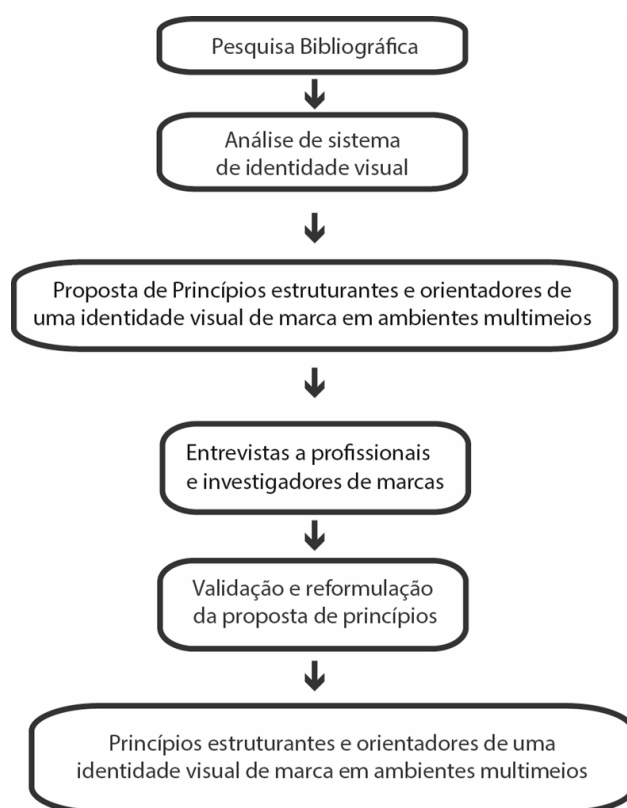 Pesquisa Bibliográfica
Análise de sistema
de identidade visual
Proposta de Princípios estruturantes e orientadores de
uma identidade visual de marca em ambientes multimeios
Entrevistas a profissionais
e investigadores de marcas
Validação e reformulação
da proposta de princípios
Princípios estruturantes e orientadores de uma
identidade visual de marca em ambientes multimeios